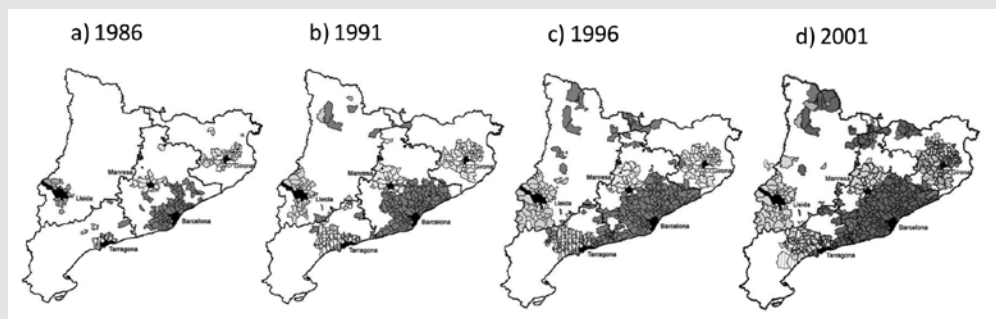 a) 1986
b) 1991
c) 1996
d) 2001
Manresa
Girona
Lleida
Barcelona
Tarragona
Manresa
Girona
Lleida
Barcelona
Tarragona
Manresa
Girona
Lleida
Barcelona
Tarragona
Manresa
Girona
Lleida
Barcelona
Tarragona